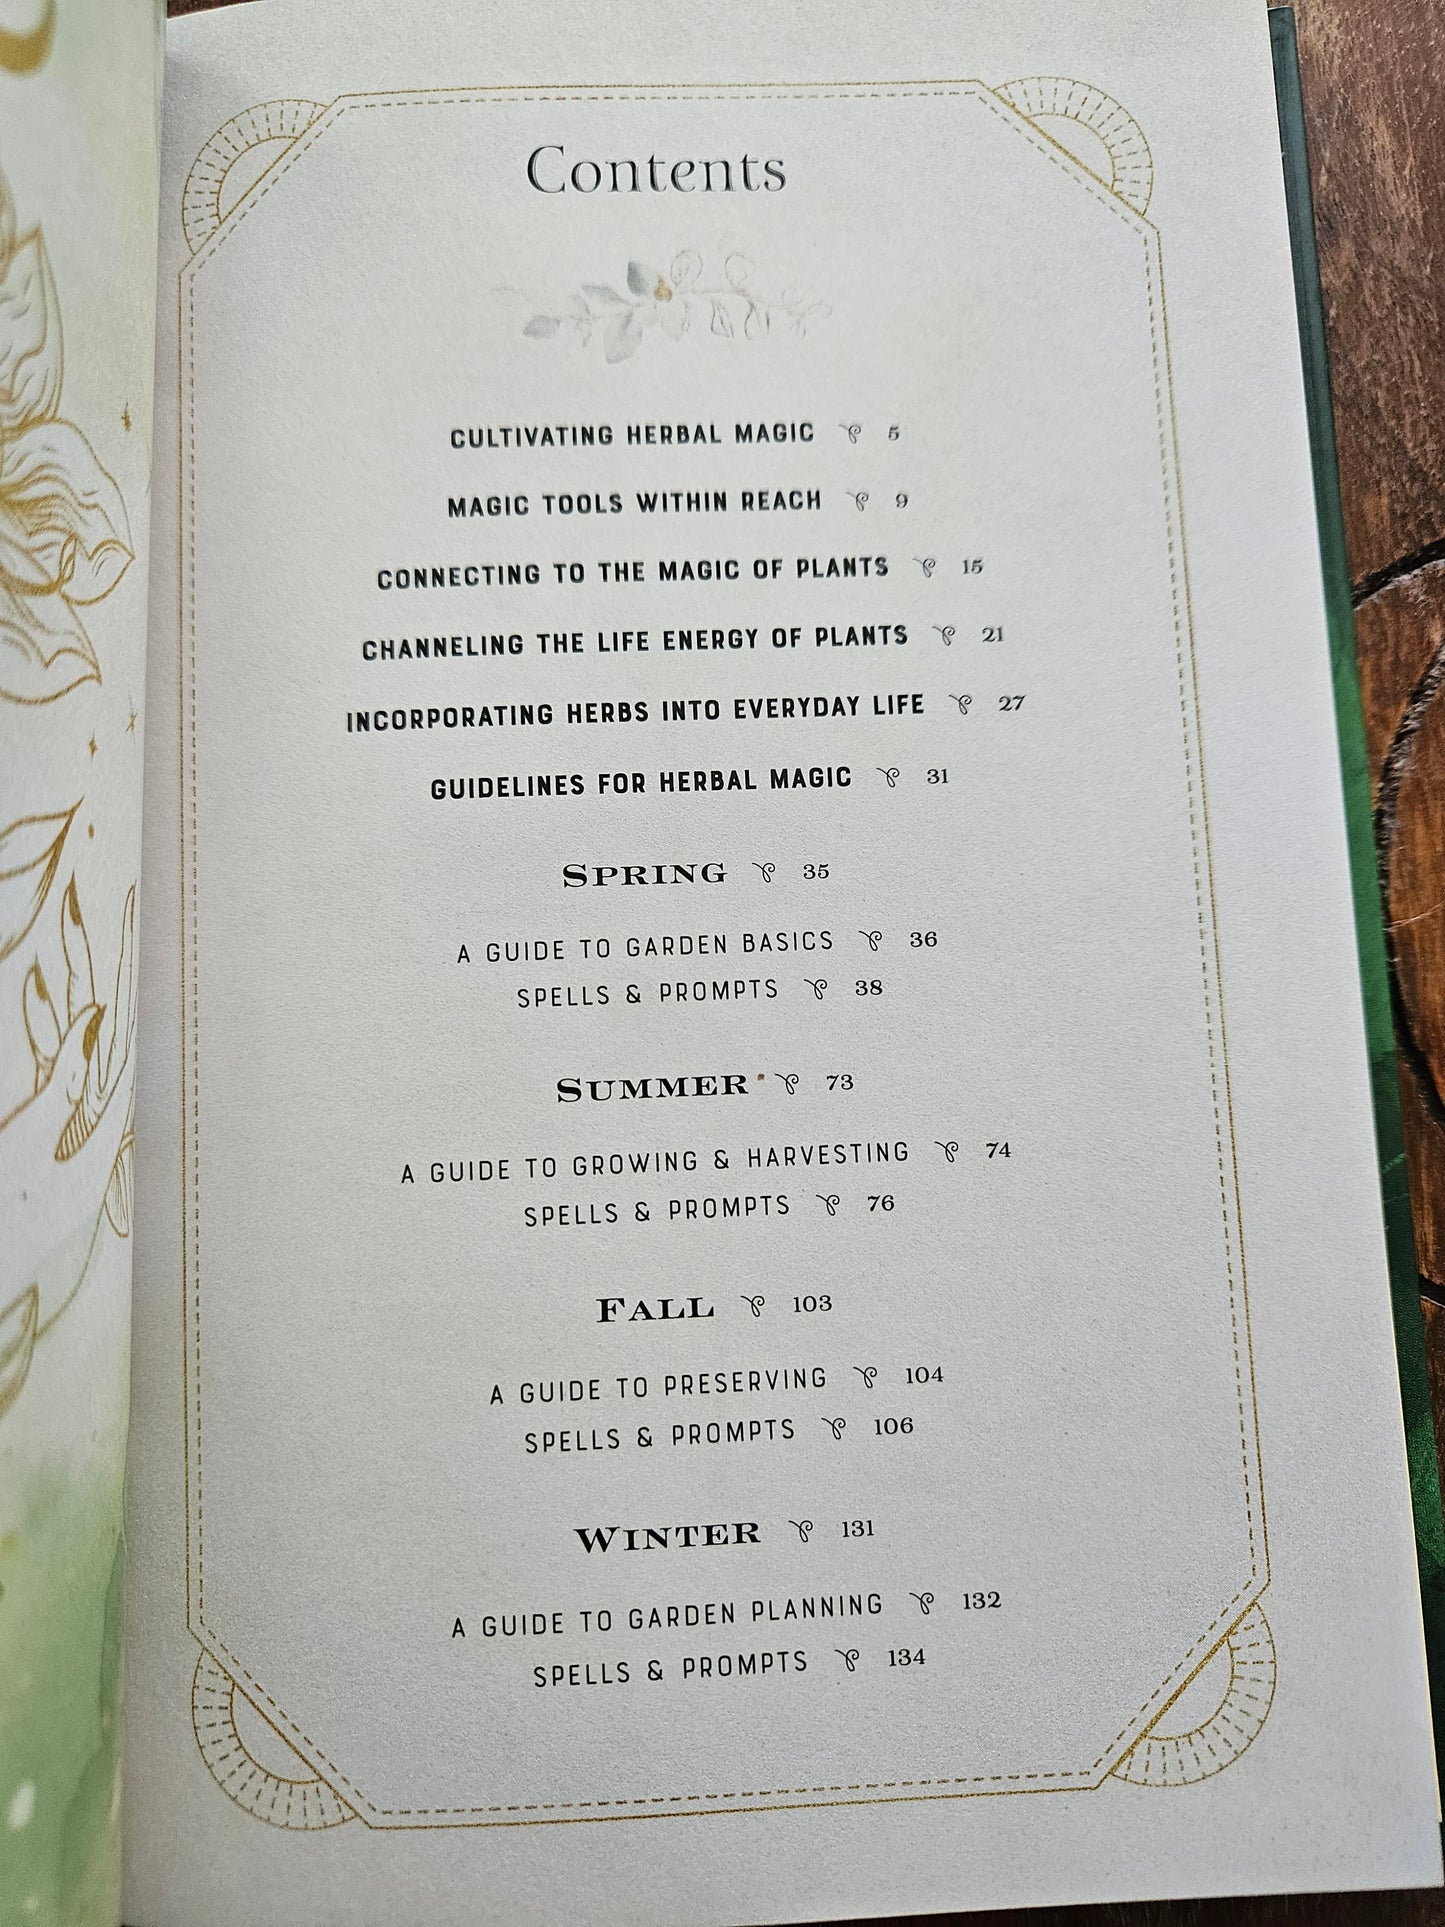 Contents
CULTIVATING HERBAL MAGIC 5
MAGIC TOOLS WITHIN REACH 9
CONNECTING TO THE MAGIC OF PLANTS 15
CHANNELING THE LIFE ENERGY OF PLANTS 21
INCORPORATING HERBS INTO EVERYDAY LIFE 27
GUIDELINES FOR HERBAL MAGIC 31
SPRING 35
A GUIDE TO GARDEN BASICS 36
SPELLS & PROMPTS 38
SUMMER 73
A GUIDE TO GROWING & HARVESTING 74
SPELLS & PROMPTS 76
FALL 103
A GUIDE TO PRESERVING 104
SPELLS & PROMPTS 106
WINTER 131
A GUIDE TO GARDEN PLANNING 132
SPELLS & PROMPTS 134